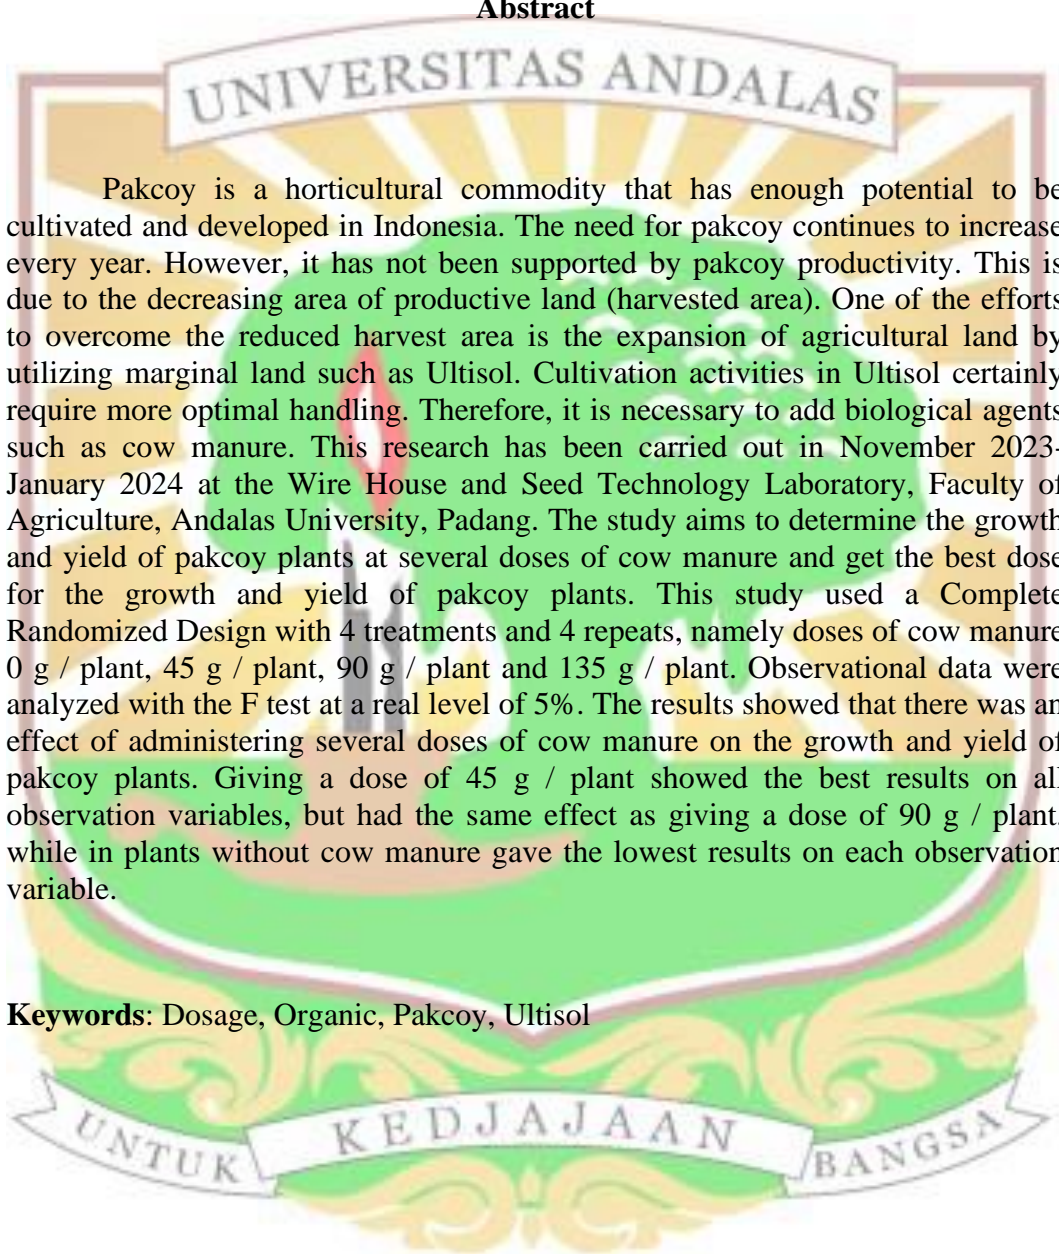 Abstract
UNIVERSITAS ANDALAS
Pakcoy is a horticultural commodity that has enough potential to be
cultivated and developed in Indonesia. The need for pakcoy continues to increase
every year. However, it has not been supported by pakcoy productivity. This is
due to the decreasing area of productive land (harvested area). One of the efforts
to overcome the reduced harvest area is the expansion of agricultural land by
utilizing marginal land such as Ultisol. Cultivation activities in Ultisol certainly
require more optimal handling. Therefore, it is necessary to add biological agents
such as cow manure. This research has been carried out in November 2023-
January 2024 at the Wire House and Seed Technology Laboratory, Faculty of
Agriculture, Andalas University, Padang. The study aims to determine the growth
and yield of pakcoy plants at several doses of cow manure and get the best dose
for the growth and yield of pakcoy plants. This study used a Complete
Randomized Design with 4 treatments and 4 repeats, namely doses of cow manure
0 g / plant, 45 g / plant, 90 g / plant and 135 g / plant. Observational data were
analyzed with the F test at a real level of 5%. The results showed that there was an
effect of administering several doses of cow manure on the growth and yield of
pakcoy plants. Giving a dose of 45 g / plant showed the best results on all
observation variables, but had the same effect as giving a dose of 90 g / plant,
while in plants without cow manure gave the lowest results on each observation
variable.
Keywords: Dosage, Organic, Pakcoy, Ultisol
UNTUK KEDJAJAAN BANGSA